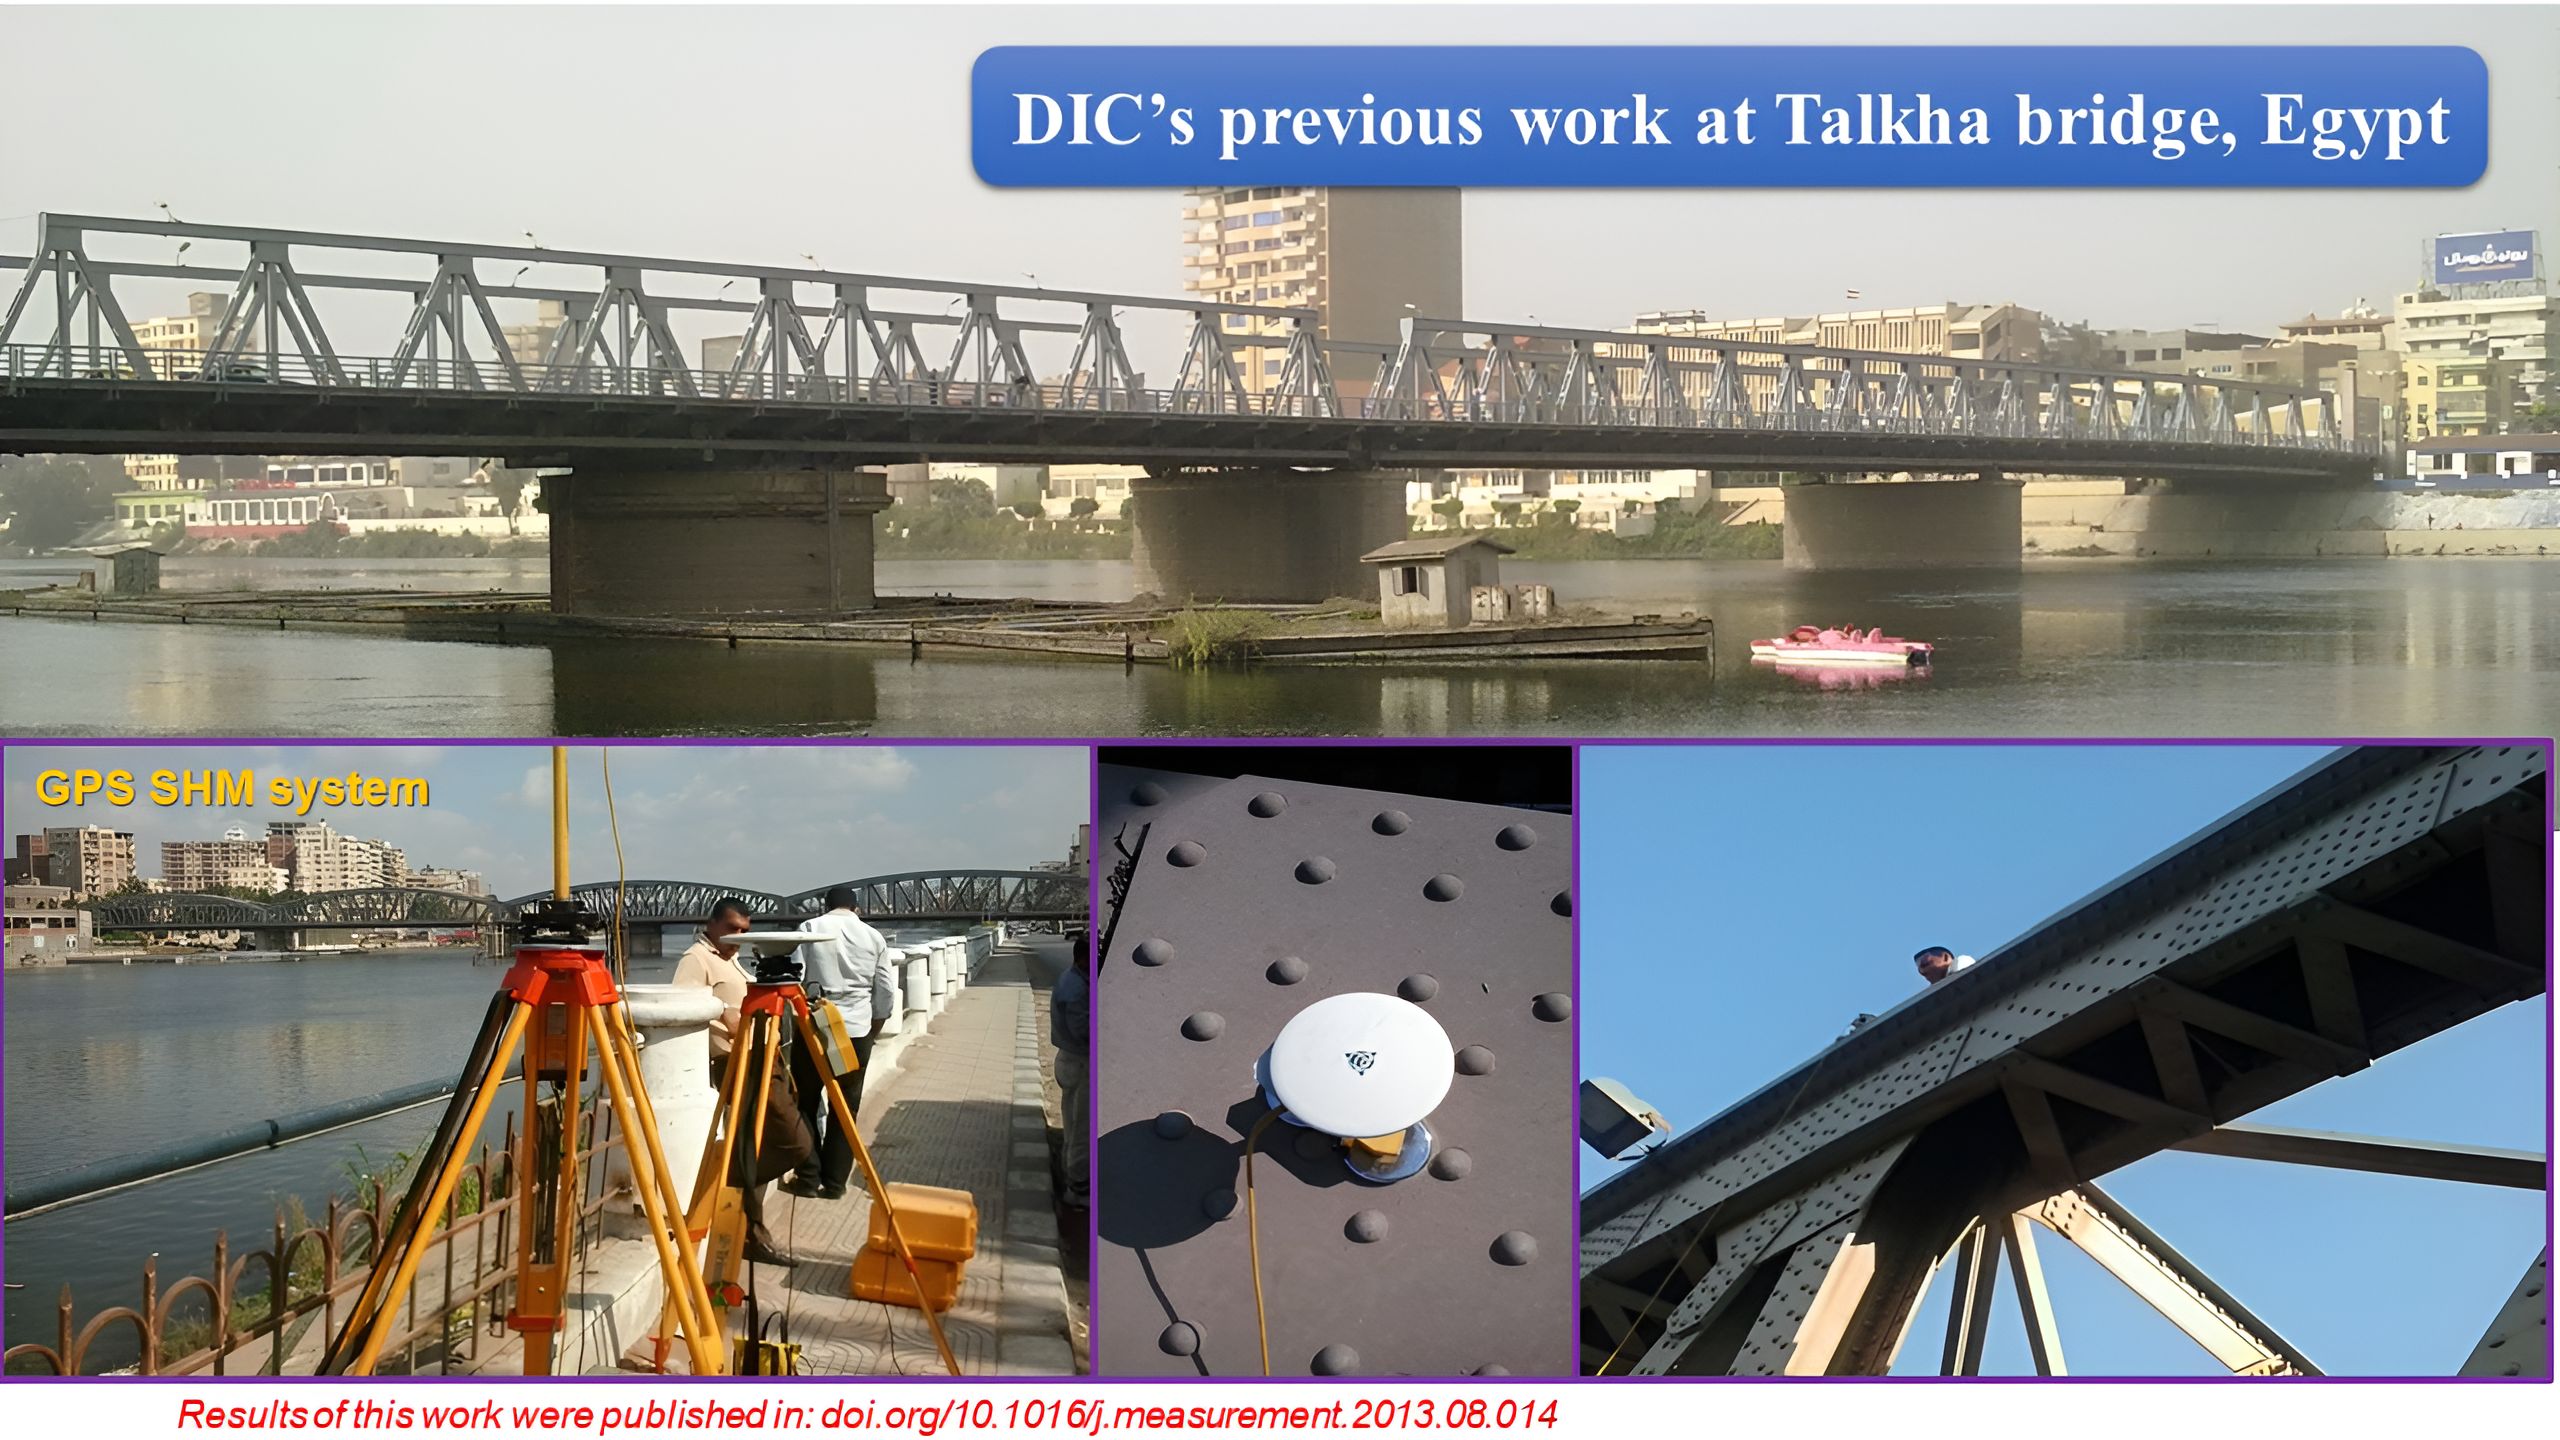 DIC’s previous work at Talkha bridge, Egypt
GPS SHM system
Results of this work were published in: doi.org/10.1016/j.measurement.2013.08.014